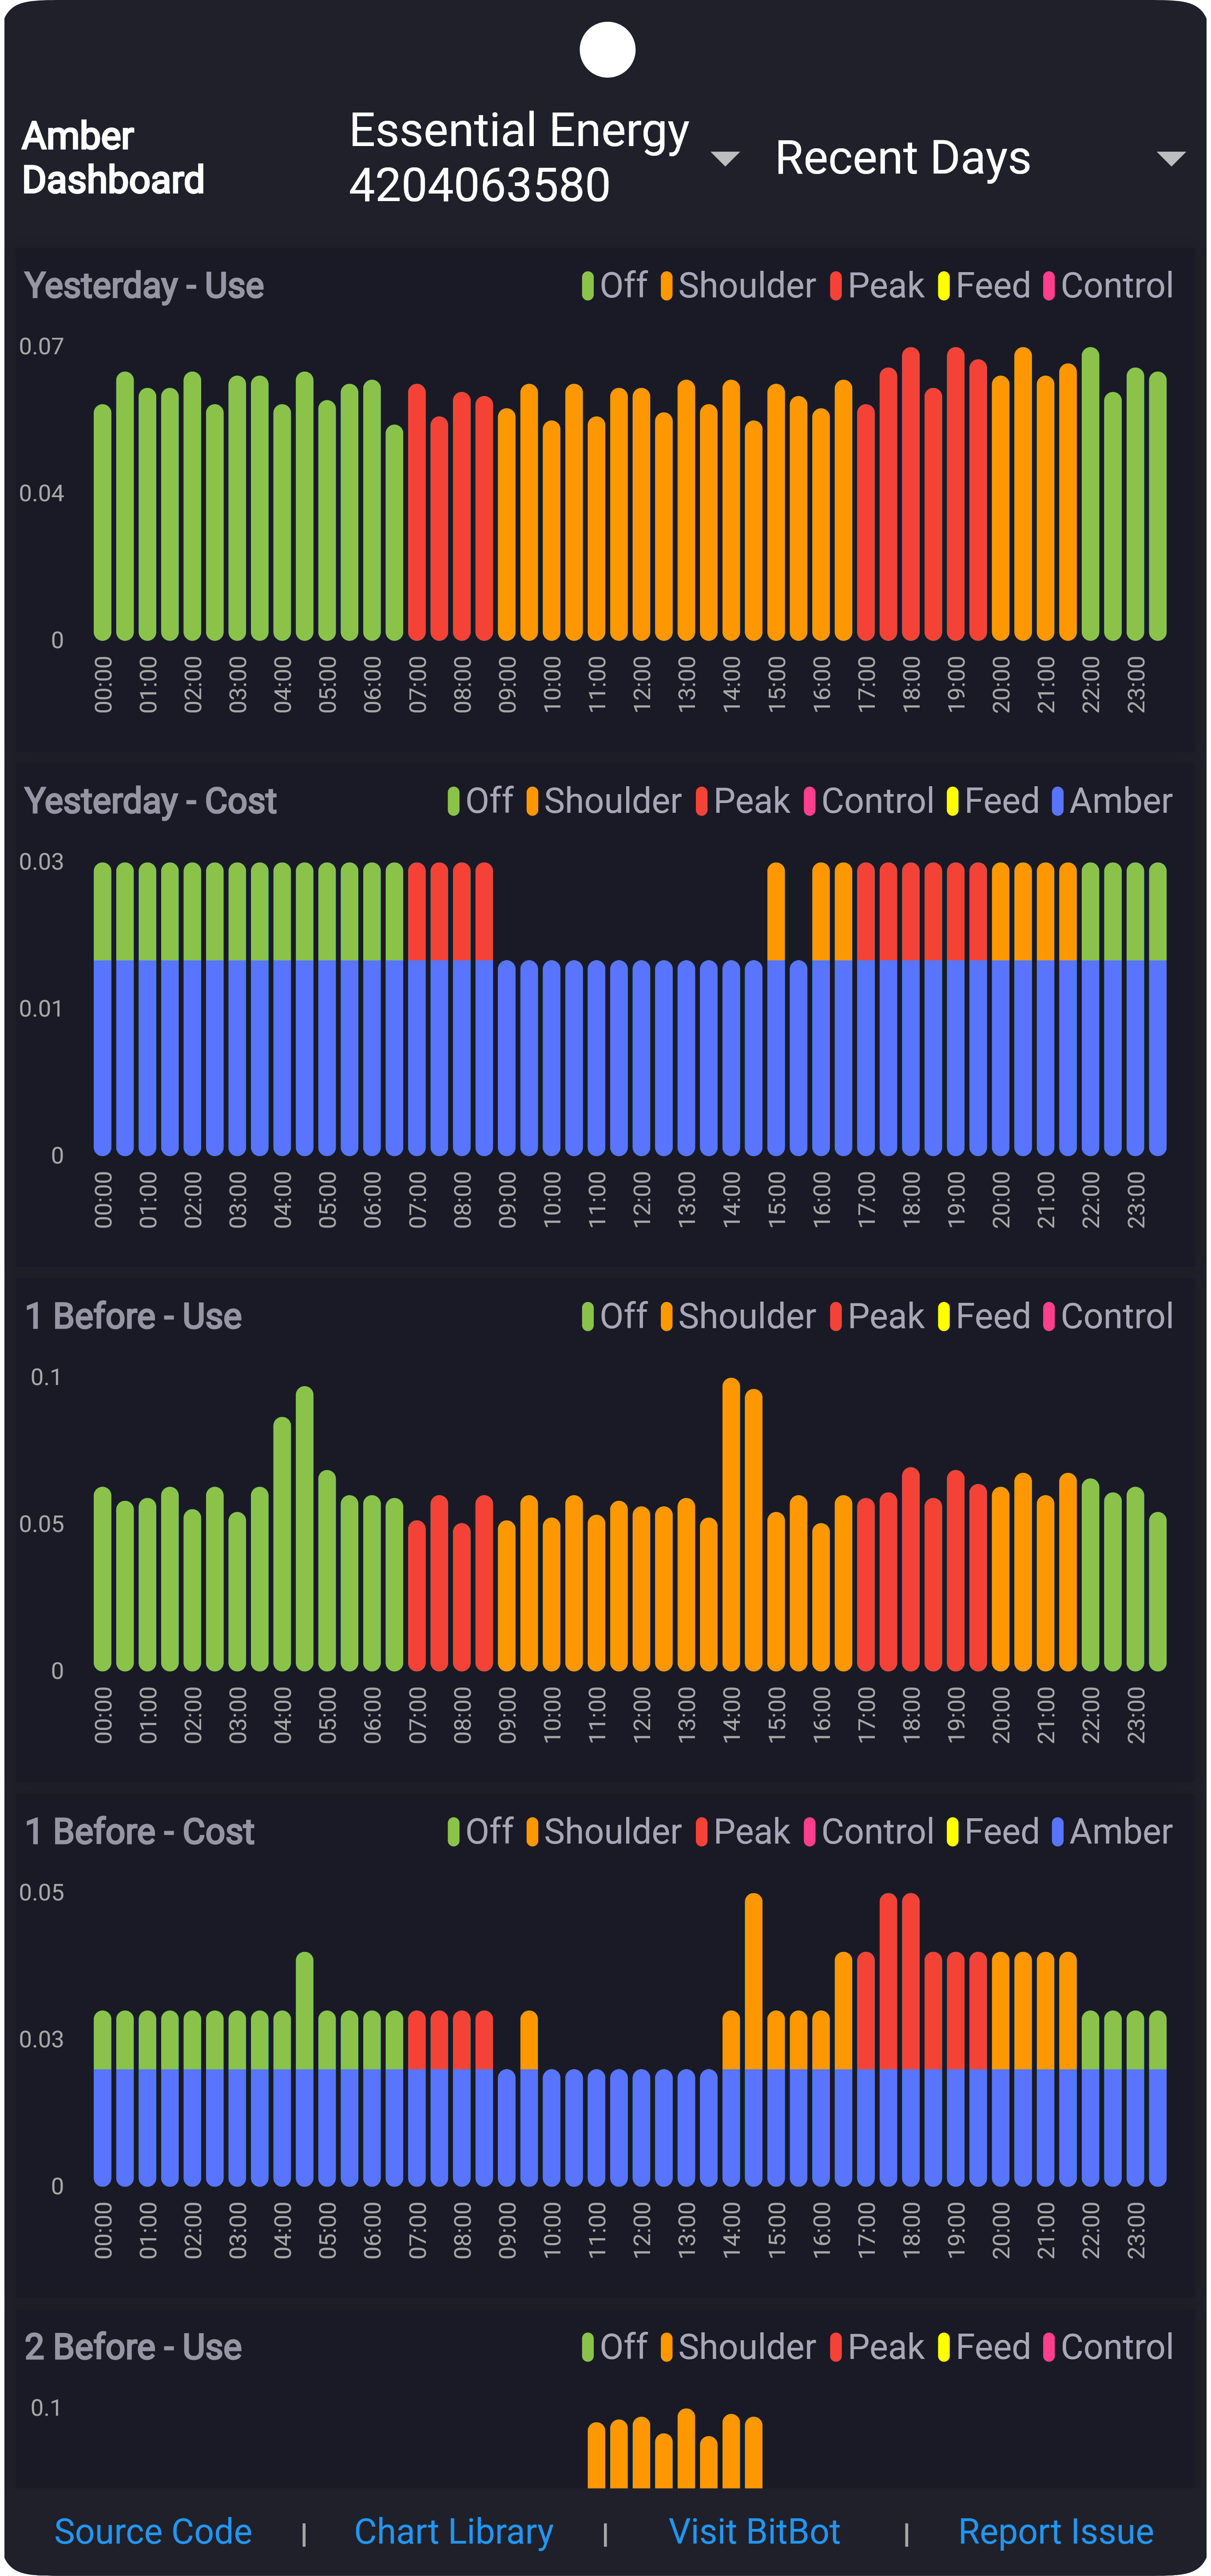 Amber
Dashboard
Essential Energy
4204063580
Recent Days
Yesterday - Use
Off Shoulder Peak Feed Control
0.07
0.04
0
00:00 01:00 02:00 03:00 04:00 05:00 06:00 07:00 08:00 09:00 10:00 11:00 12:00 13:00 14:00 15:00 16:00 17:00 18:00 19:00 20:00 21:00 22:00 23:00
Yesterday - Cost
Off Shoulder Peak Control Feed Amber
0.03
0.01
0
00:00 01:00 02:00 03:00 04:00 05:00 06:00 07:00 08:00 09:00 10:00 11:00 12:00 13:00 14:00 15:00 16:00 17:00 18:00 19:00 20:00 21:00 22:00 23:00
1 Before - Use
Off Shoulder Peak Feed Control
0.1
0.05
0
00:00 01:00 02:00 03:00 04:00 05:00 06:00 07:00 08:00 09:00 10:00 11:00 12:00 13:00 14:00 15:00 16:00 17:00 18:00 19:00 20:00 21:00 22:00 23:00
1 Before - Cost
Off Shoulder Peak Control Feed Amber
0.05
0.03
0
00:00 01:00 02:00 03:00 04:00 05:00 06:00 07:00 08:00 09:00 10:00 11:00 12:00 13:00 14:00 15:00 16:00 17:00 18:00 19:00 20:00 21:00 22:00 23:00
2 Before - Use
Off Shoulder Peak Feed Control
0.1
Source Code | Chart Library | Visit BitBot | Report Issue